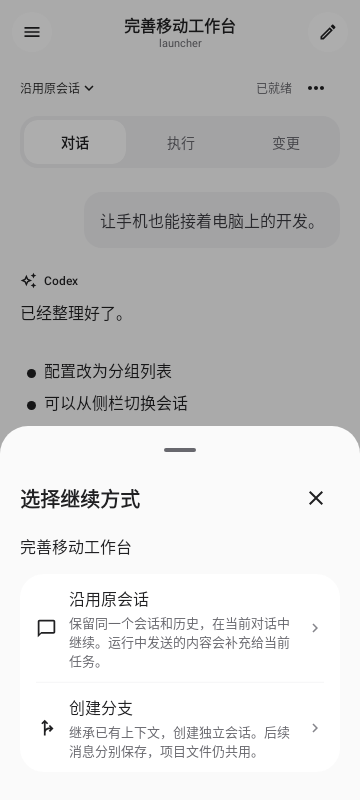 完善移动工作台
launcher
沿用原会话
已就绪
对话
执行
变更
让手机也能接着电脑上的开发。
Codex
已经整理好了。
配置改为分组列表
可以从侧栏切换会话
选择继续方式
完善移动工作台
沿用原会话
保留同一个会话和历史，在当前对话中
继续。运行中发送的内容会补充给当前
任务。
创建分支
继承已有上下文，创建独立会话。后续
消息分别保存，项目文件仍共用。